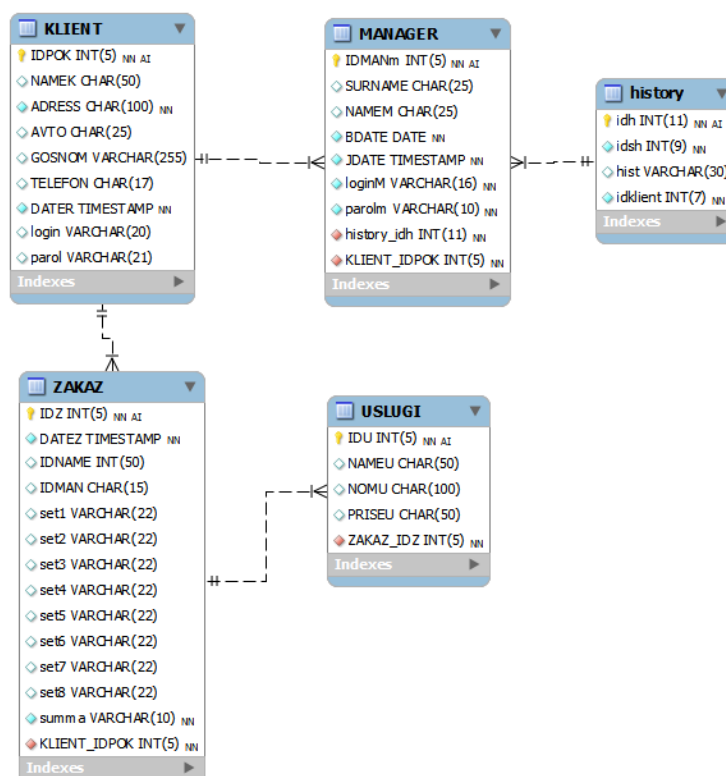 KLIENT
IDPOK INT(5) NN AI
NAMEK CHAR(50)
ADRESS CHAR(100) NN
AVTO CHAR(25)
GOSNOM VARCHAR(255)
TELEFON CHAR(17)
DATER TIMESTAMP NN
login VARCHAR(20)
parol VARCHAR(21)
Indexes
MANAGER
IDMANm INT(5) NN AI
SURNAME CHAR(25)
NAMEM CHAR(25)
BDATE DATE NN
JDATE TIMESTAMP NN
loginM VARCHAR(16) NN
parolm VARCHAR(10) NN
history_idh INT(11) NN
KLIENT_IDPOK INT(5) NN
Indexes
history
idh INT(11) NN AI
idsh INT(9) NN
hist VARCHAR(30)
idklient INT(7) NN
Indexes
ZAKAZ
IDZ INT(5) NN AI
DATEZ TIMESTAMP NN
IDNAME INT(50)
IDMAN CHAR(15)
set1 VARCHAR(22)
set2 VARCHAR(22)
set3 VARCHAR(22)
set4 VARCHAR(22)
set5 VARCHAR(22)
set6 VARCHAR(22)
set7 VARCHAR(22)
set8 VARCHAR(22)
summa VARCHAR(10) NN
KLIENT_IDPOK INT(5) NN
Indexes
USLUGI
IDU INT(5) NN AI
NAMEU CHAR(50)
NOMU CHAR(100)
PRISEU CHAR(50)
ZAKAZ_IDZ INT(5) NN
Indexes